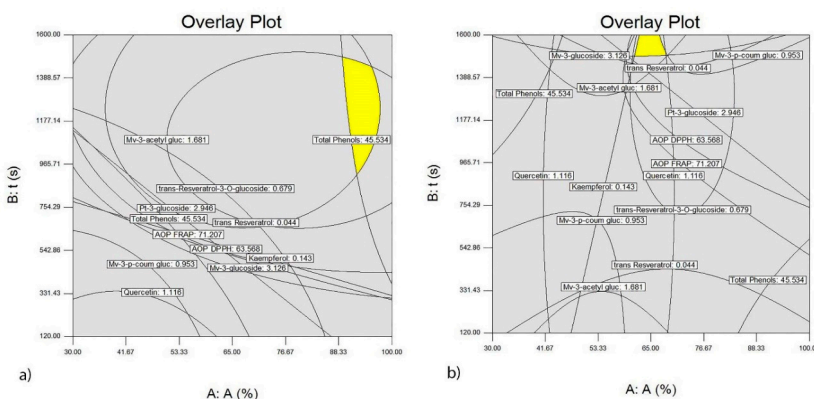 Overlay Plot
1600.00
1388.57
1177.14
965.71
754.29
542.86
331.43
120.00
B: t (s)
Mv-3-acetyl gluc: 1.681
Total Phenols: 45.534
trans-Resveratrol-3-O-glucoside: 0.679
Pt-3-glucoside: 2.946
Total Phenols: 45.534
trans Resveratrol: 0.044
AOP FRAP: 71.207
AOP DPPH: 63.568
Kaempferol: 0.143
Mv-3-p-coum gluc: 0.953
Mv-3-glucoside: 3.126
Quercetin: 1.116
30.00 41.67 53.33 65.00 76.67 88.33 100.00
a)
A: A (%)
Overlay Plot
1600.00
1388.57
1177.14
965.71
754.29
542.86
331.43
120.00
B: t (s)
Mv-3-glucoside: 3.126
Mv-3-p-coum gluc: 0.953
trans Resveratrol: 0.044
Mv-3-acetyl gluc: 1.681
Total Phenols: 45.534
Pt-3-glucoside: 2.946
AOP DPPH: 63.568
AOP FRAP: 71.207
Quercetin: 1.116
Quercetin: 1.116
Kaempferol: 0.143
trans-Resveratrol-3-O-glucoside: 0.679
Mv-3-p-coum gluc: 0.953
trans Resveratrol: 0.044
Total Phenols: 45.534
Mv-3-acetyl gluc: 1.681
30.00 41.67 53.33 65.00 76.67 88.33 100.00
b)
A: A (%)